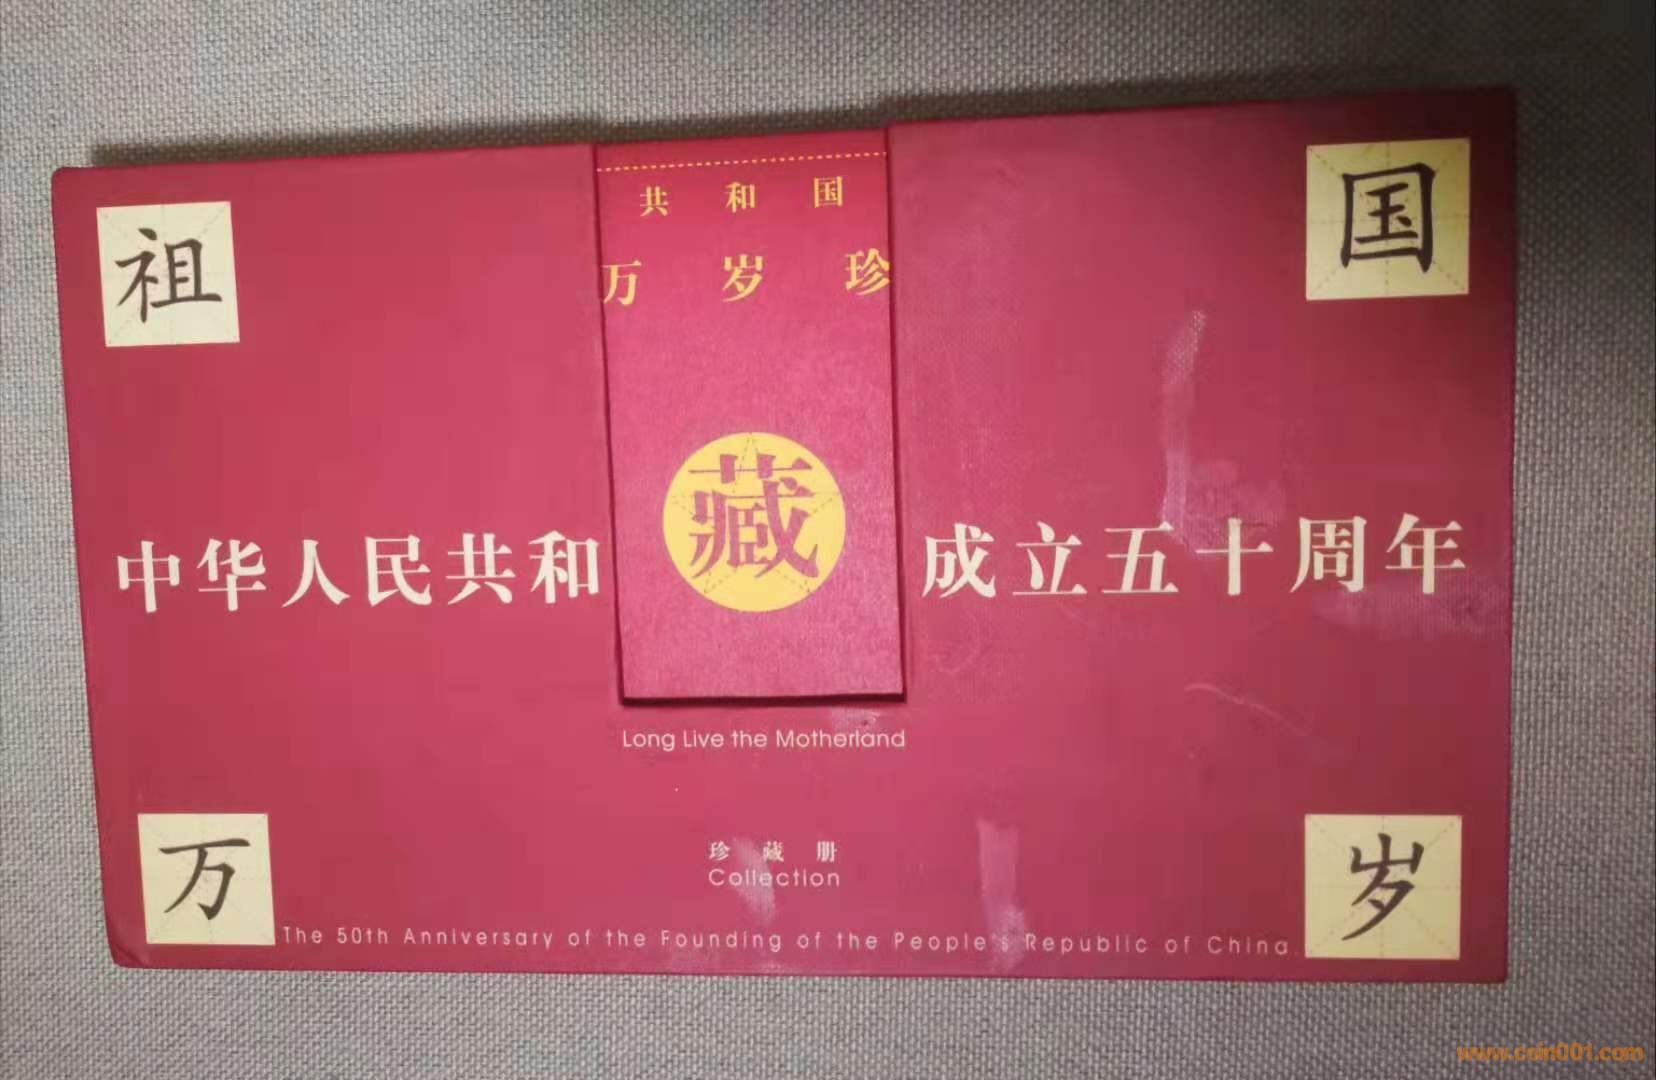 祖
国
共和国
万岁珍
藏
中华人民共和
成立五十周年
Long Live the Motherland
万
岁
珍藏册
Collection
The 50th Anniversary of the Founding of the People's Republic of China
www.coin001.com